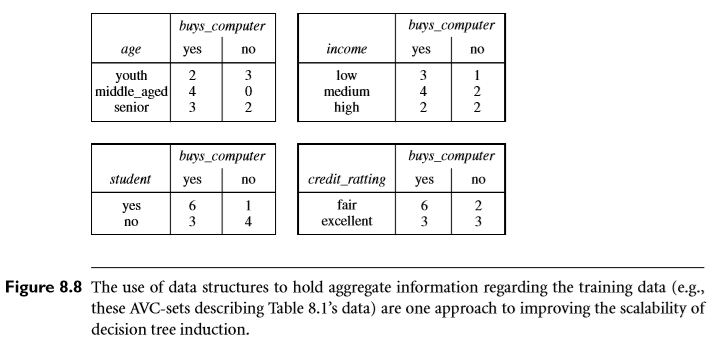 buys_computer
age yes no
youth 2 3
middle_aged 4 0
senior 3 2
buys_computer
income yes no
low 3 1
medium 4 2
high 2 2
buys_computer
student yes no
yes 6 1
no 3 4
buys_computer
credit_ratting yes no
fair 6 2
excellent 3 3
Figure 8.8 The use of data structures to hold aggregate information regarding the training data (e.g.,
these AVC-sets describing Table 8.1's data) are one approach to improving the scalability of
decision tree induction.